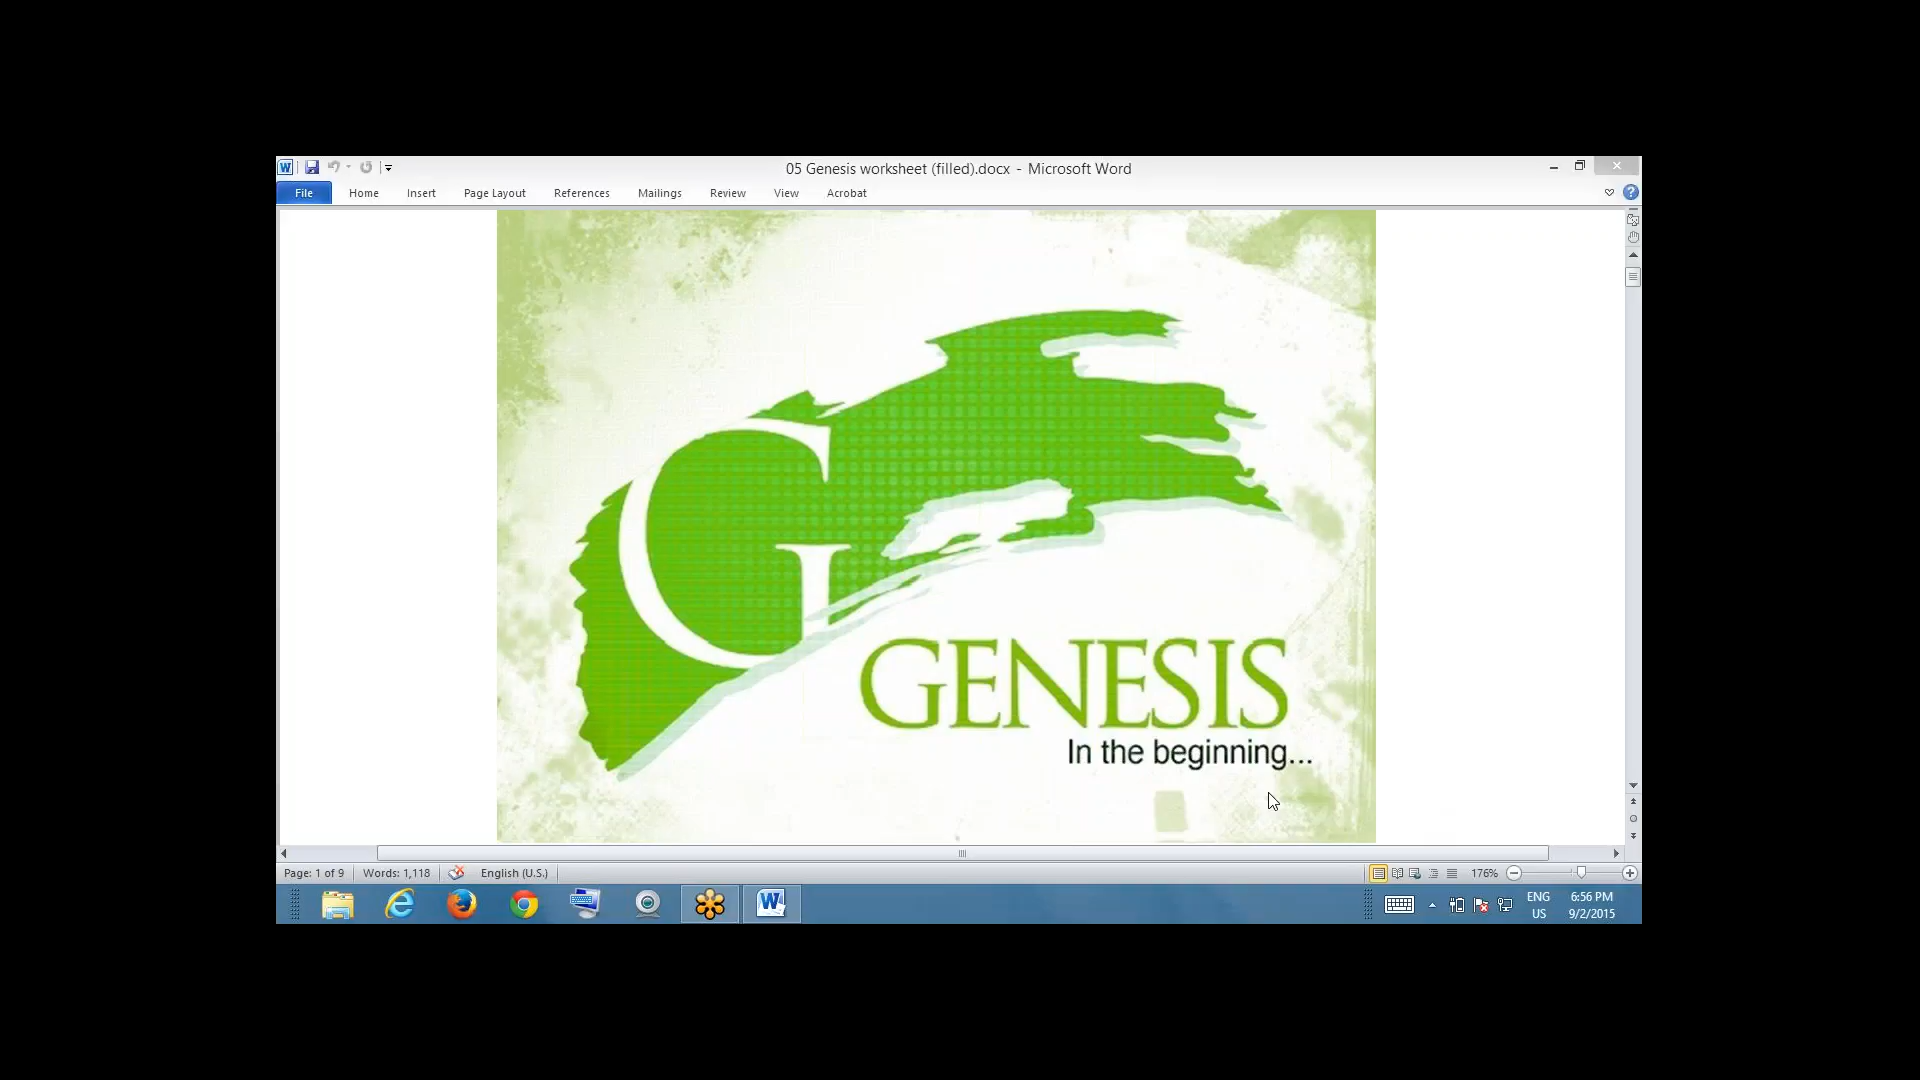 05 Genesis worksheet (filled).docx - Microsoft Word
File Home Insert Page Layout References Mailings Review View Acrobat
G
GENESIS
In the beginning...
Page: 1 of 9 Words: 1,118 English (U.S.) 176%
ENG 6:56 PM
US 9/2/2015